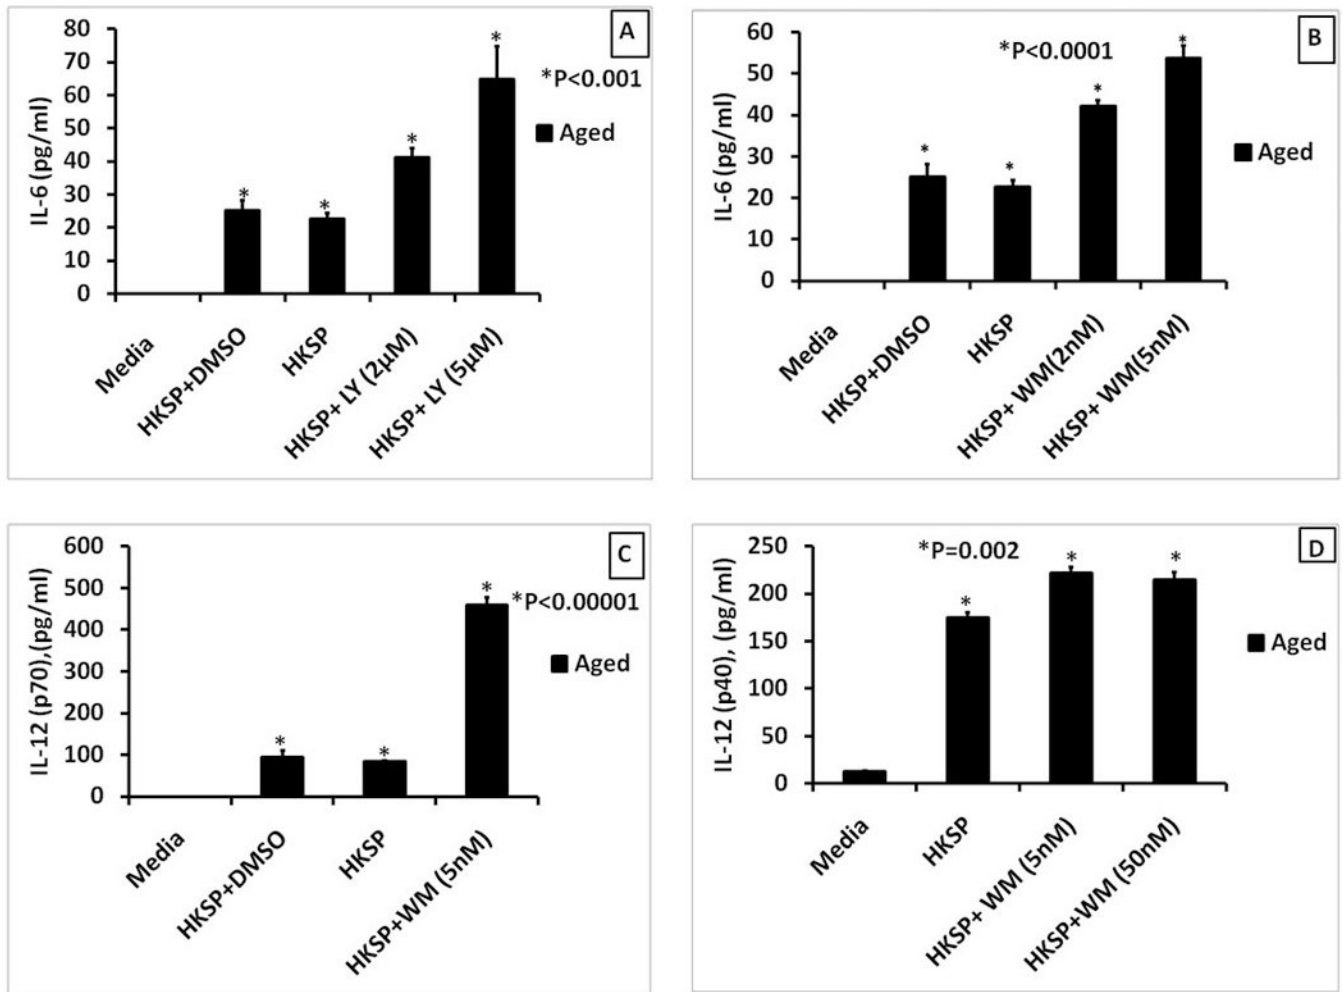 A
80
70
60
50
40
30
20
10
0
IL-6 (pg/ml)
*
*
*
*
*P<0.001
Aged
Media
HKSP+DMSO
HKSP
HKSP+ LY (2µM)
HKSP+ LY (5µM)
B
60
50
40
30
20
10
0
IL-6 (pg/ml)
*P<0.0001
*
*
*
*
Aged
Media
HKSP+DMSO
HKSP
HKSP+ WM(2nM)
HKSP+ WM(5nM)
C
600
500
400
300
200
100
0
IL-12 (p70),(pg/ml)
*
*
*
*P<0.00001
Aged
Media
HKSP+DMSO
HKSP
HKSP+WM (5nM)
D
250
200
150
100
50
0
IL-12 (p40), (pg/ml)
*P=0.002
*
*
*
Aged
Media
HKSP
HKSP+ WM (5nM)
HKSP+WM (50nM)